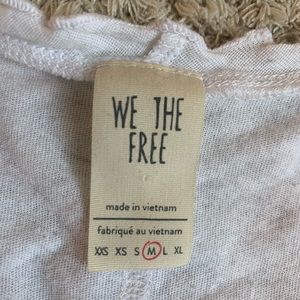 WE THE
FREE
made in vietnam
fabriqué au vietnam
XXS XS S M L XL